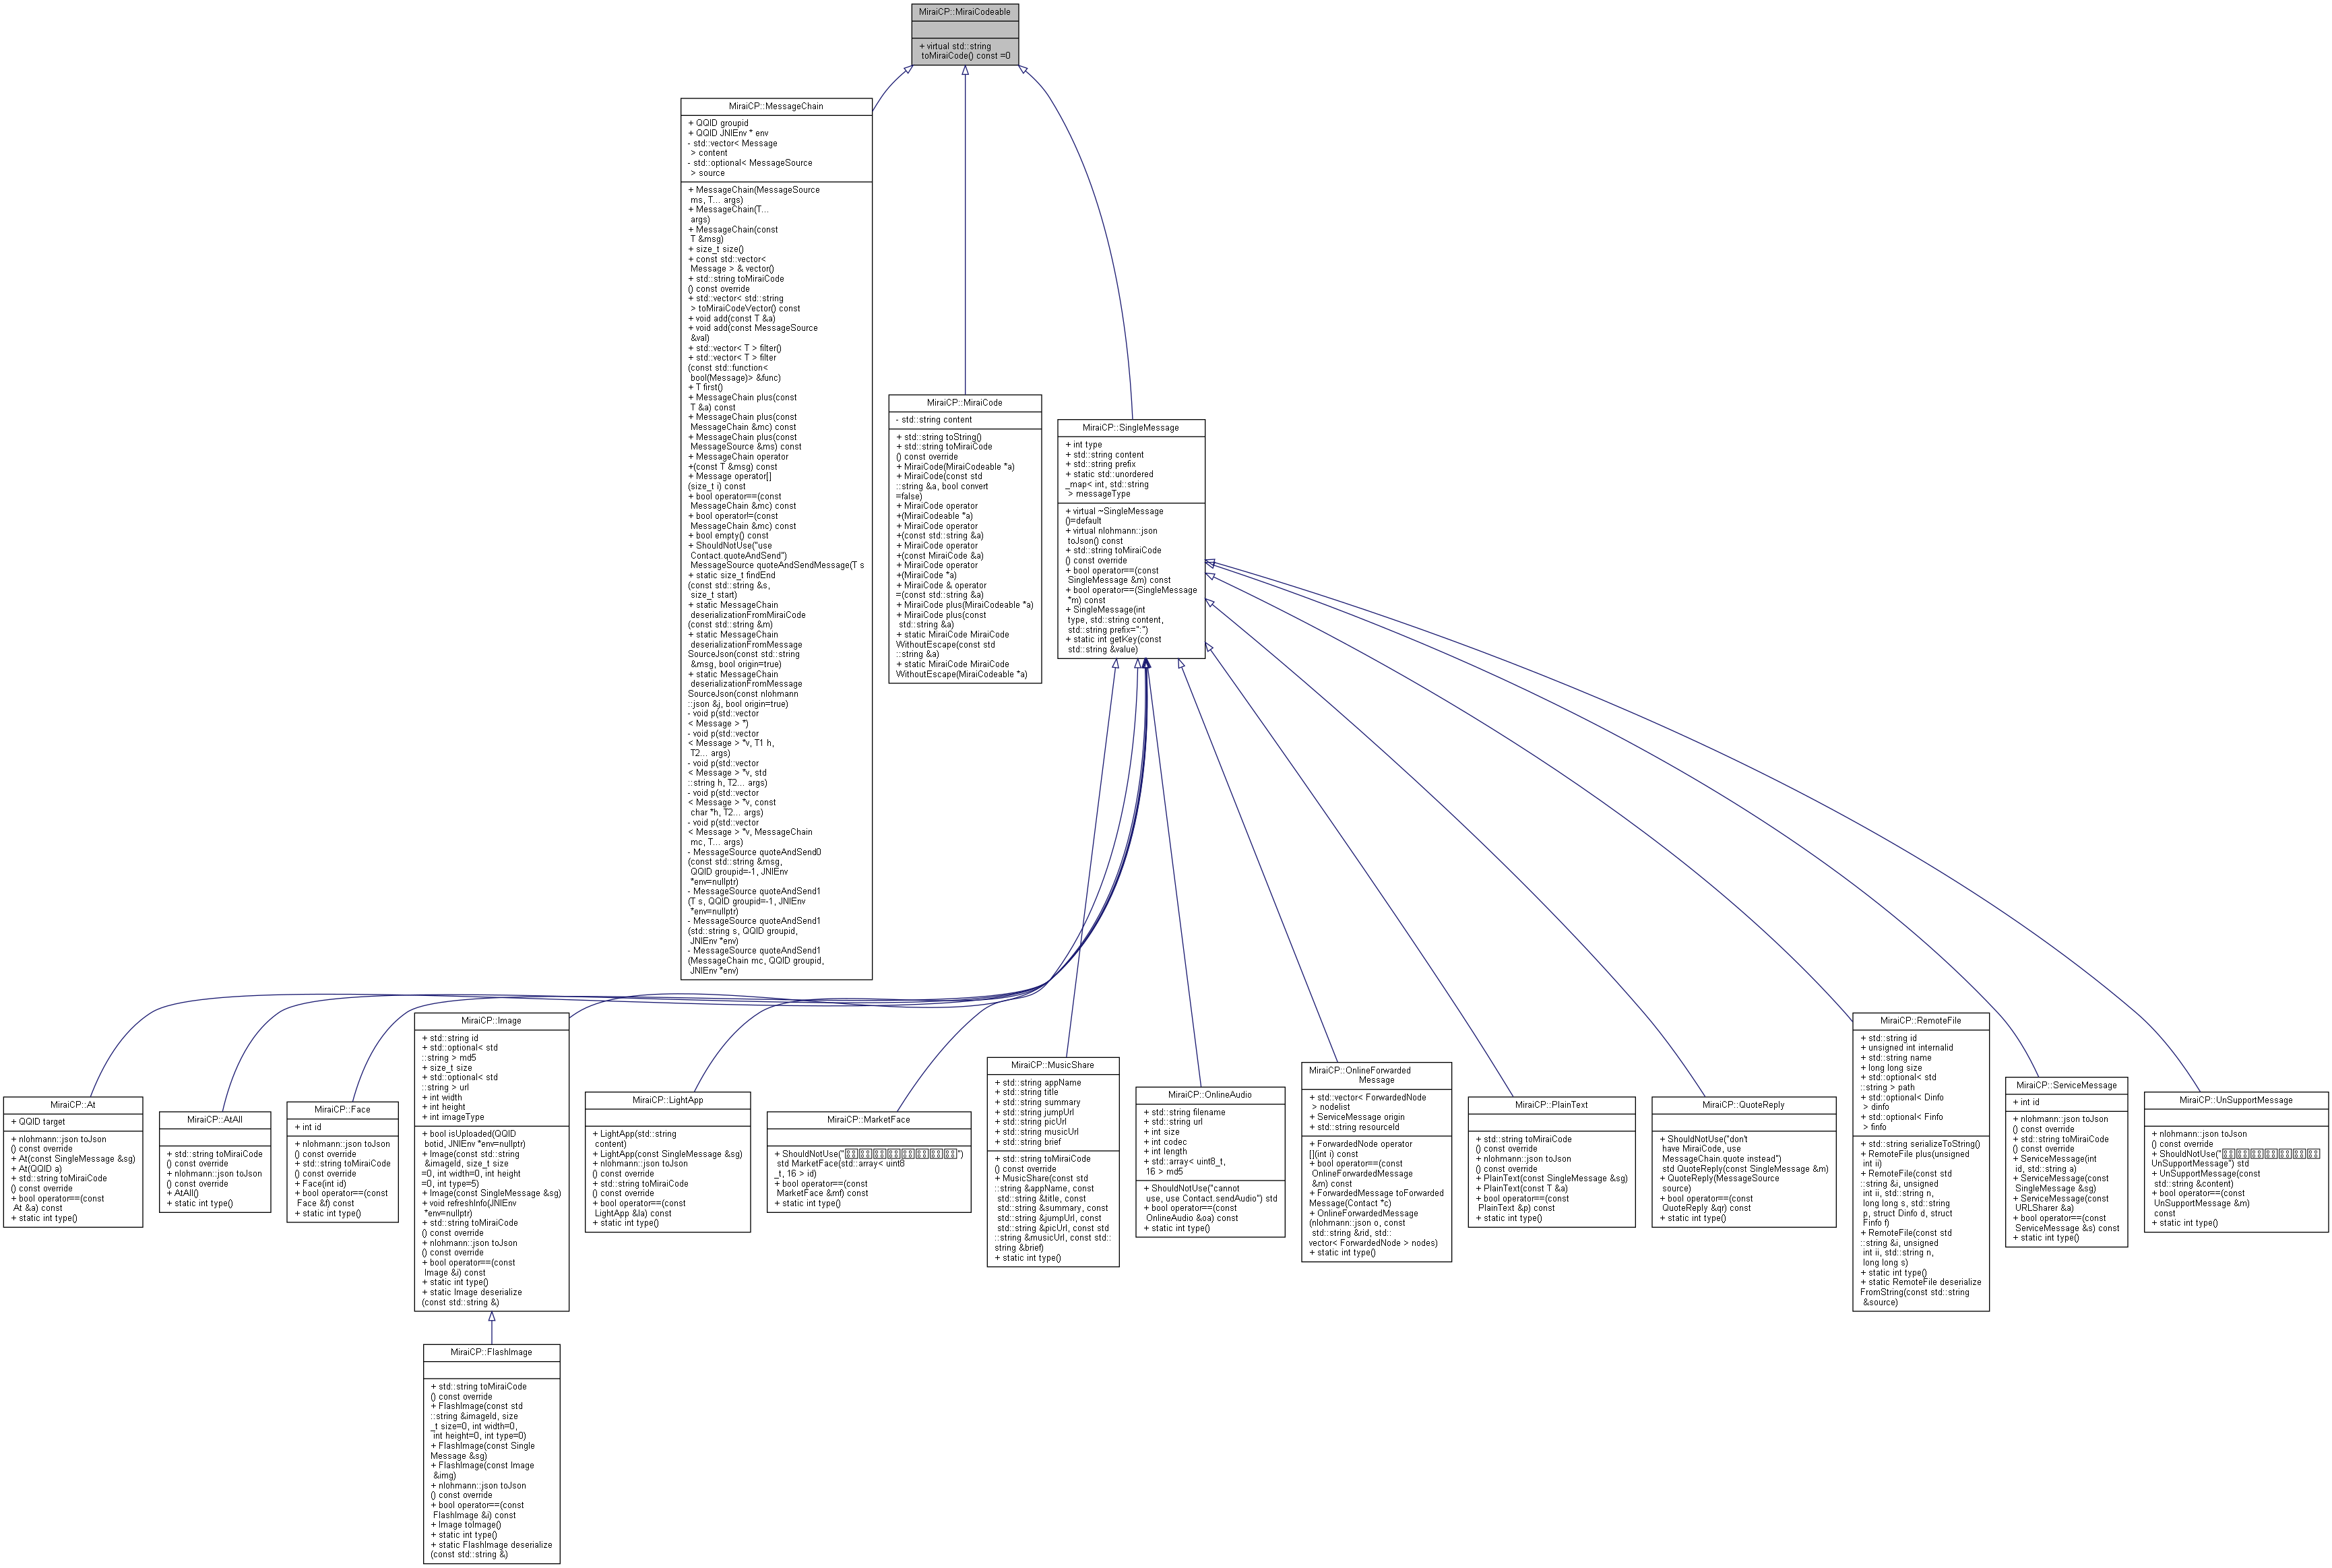 MiraiCP::MiraiCodeable
+ virtual std::string
toMiraiCode() const =0
MiraiCP::MessageChain
+ QQID groupid
+ QQID JNIEnv * env
- std::vector< Message
> content
- std::optional< MessageSource
> source
+ MessageChain(MessageSource
ms, T... args)
+ MessageChain(T...
args)
+ MessageChain(const
T &msg)
+ size_t size()
+ const std::vector<
Message > & vector()
+ std::string toMiraiCode
() const override
+ std::vector< std::string
> toMiraiCodeVector() const
+ void add(const T &a)
+ void add(const MessageSource
&val)
+ std::vector< T > filter()
+ std::vector< T > filter
(const std::function<
bool(Message)> &func)
+ T first()
+ MessageChain plus(const
T &a) const
+ MessageChain plus(const
MessageChain &mc) const
+ MessageChain plus(const
MessageSource &ms) const
+ MessageChain operator
+(const T &msg) const
+ Message operator[]
(size_t i) const
+ bool operator==(const
MessageChain &mc) const
+ bool operator!=(const
MessageChain &mc) const
+ bool empty() const
+ ShouldNotUse("use
Contact.quoteAndSend")
MessageSource quoteAndSendMessage(T s
+ static size_t findEnd
(const std::string &s,
size_t start)
+ static MessageChain
deserializationFromMiraiCode
(const std::string &m)
+ static MessageChain
deserializationFromMessage
SourceJson(const std::string
&msg, bool origin=true)
+ static MessageChain
deserializationFromMessage
SourceJson(const nlohmann
::json &j, bool origin=true)
- void p(std::vector
< Message > *)
- void p(std::vector
< Message > *v, T1 h,
T2... args)
- void p(std::vector
< Message > *v, std
::string h, T2... args)
- void p(std::vector
< Message > *v, const
char *h, T2... args)
- void p(std::vector
< Message > *v, MessageChain
mc, T... args)
- MessageSource quoteAndSend0
(const std::string &msg,
QQID groupid=-1, JNIEnv
*env=nullptr)
- MessageSource quoteAndSend1
(T s, QQID groupid=-1, JNIEnv
*env=nullptr)
- MessageSource quoteAndSend1
(std::string s, QQID groupid,
JNIEnv *env)
- MessageSource quoteAndSend1
(MessageChain mc, QQID groupid,
JNIEnv *env)
MiraiCP::MiraiCode
- std::string content
+ std::string toString()
+ std::string toMiraiCode
() const override
+ MiraiCode(MiraiCodeable *a)
+ MiraiCode(const std
::string &a, bool convert
=false)
+ MiraiCode operator
+(MiraiCodeable *a)
+ MiraiCode operator
+(const std::string &a)
+ MiraiCode operator
+(const MiraiCode &a)
+ MiraiCode operator
+(MiraiCode *a)
+ MiraiCode & operator
=(const std::string &a)
+ MiraiCode plus(MiraiCodeable *a)
+ MiraiCode plus(const
std::string &a)
+ static MiraiCode MiraiCode
WithoutEscape(const std
::string &a)
+ static MiraiCode MiraiCode
WithoutEscape(MiraiCodeable *a)
MiraiCP::SingleMessage
+ int type
+ std::string content
+ std::string prefix
+ static std::unordered
_map< int, std::string
> messageType
+ virtual ~SingleMessage
()=default
+ virtual nlohmann::json
toJson() const
+ std::string toMiraiCode
() const override
+ bool operator==(const
SingleMessage &m) const
+ bool operator==(SingleMessage
*m) const
+ SingleMessage(int
type, std::string content,
std::string prefix=":")
+ static int getKey(const
std::string &value)
MiraiCP::At
+ QQID target
+ nlohmann::json toJson
() const override
+ At(const SingleMessage &sg)
+ At(QQID a)
+ std::string toMiraiCode
() const override
+ bool operator==(const
At &a) const
+ static int type()
MiraiCP::AtAll
+ std::string toMiraiCode
() const override
+ nlohmann::json toJson
() const override
+ AtAll()
+ static int type()
MiraiCP::Face
+ int id
+ nlohmann::json toJson
() const override
+ std::string toMiraiCode
() const override
+ Face(int id)
+ bool operator==(const
Face &f) const
+ static int type()
MiraiCP::Image
+ std::string id
+ std::optional< std
::string > md5
+ size_t size
+ std::optional< std
::string > url
+ int width
+ int height
+ int imageType
+ bool isUploaded(QQID
botid, JNIEnv *env=nullptr)
+ Image(const std::string
&imageId, size_t size
=0, int width=0, int height
=0, int type=5)
+ Image(const SingleMessage &sg)
+ void refreshInfo(JNIEnv
*env=nullptr)
+ std::string toMiraiCode
() const override
+ nlohmann::json toJson
() const override
+ bool operator==(const
Image &i) const
+ static int type()
+ static Image deserialize
(const std::string &)
MiraiCP::FlashImage
+ std::string toMiraiCode
() const override
+ FlashImage(const std
::string &imageId, size
_t size=0, int width=0,
int height=0, int type=0)
+ FlashImage(const Single
Message &sg)
+ FlashImage(const Image
&img)
+ nlohmann::json toJson
() const override
+ bool operator==(const
FlashImage &i) const
+ Image toImage()
+ static int type()
+ static FlashImage deserialize
(const std::string &)
MiraiCP::LightApp
+ LightApp(std::string
content)
+ LightApp(const SingleMessage &sg)
+ nlohmann::json toJson
() const override
+ std::string toMiraiCode
() const override
+ bool operator==(const
LightApp &la) const
+ static int type()
MiraiCP::MarketFace
+ ShouldNotUse("")
std MarketFace(std::array< uint8
_t, 16 > id)
+ bool operator==(const
MarketFace &mf) const
+ static int type()
MiraiCP::MusicShare
+ std::string appName
+ std::string title
+ std::string summary
+ std::string jumpUrl
+ std::string picUrl
+ std::string musicUrl
+ std::string brief
+ std::string toMiraiCode
() const override
+ MusicShare(const std
::string &appName, const
std::string &title, const
std::string &summary, const
std::string &jumpUrl, const
std::string &picUrl, const std
::string &musicUrl, const std::
string &brief)
+ static int type()
MiraiCP::OnlineAudio
+ std::string filename
+ std::string url
+ int size
+ int codec
+ int length
+ std::array< uint8_t,
16 > md5
+ ShouldNotUse("cannot
use, use Contact.sendAudio") std
+ bool operator==(const
OnlineAudio &oa) const
+ static int type()
MiraiCP::OnlineForwarded
Message
+ std::vector< ForwardedNode
> nodelist
+ ServiceMessage origin
+ std::string resourceId
+ ForwardedNode operator
[](int i) const
+ bool operator==(const
OnlineForwardedMessage
&m) const
+ ForwardedMessage toForwarded
Message(Contact *c)
+ OnlineForwardedMessage
(nlohmann::json o, const
std::string &rid, std::
vector< ForwardedNode > nodes)
+ static int type()
MiraiCP::PlainText
+ std::string toMiraiCode
() const override
+ nlohmann::json toJson
() const override
+ PlainText(const SingleMessage &sg)
+ PlainText(const T &a)
+ bool operator==(const
PlainText &p) const
+ static int type()
MiraiCP::QuoteReply
+ ShouldNotUse("don't
have MiraiCode, use
MessageChain.quote instead")
std QuoteReply(const SingleMessage &m)
+ QuoteReply(MessageSource
source)
+ bool operator==(const
QuoteReply &qr) const
+ static int type()
MiraiCP::RemoteFile
+ std::string id
+ unsigned int internalid
+ std::string name
+ long long size
+ std::optional< std
::string > path
+ std::optional< Dinfo
> dinfo
+ std::optional< Finfo
> finfo
+ std::string serializeToString()
+ RemoteFile plus(unsigned
int ii)
+ RemoteFile(const std
::string &i, unsigned
int ii, std::string n,
long long s, std::string
p, struct Dinfo d, struct
Finfo f)
+ RemoteFile(const std
::string &i, unsigned
int ii, std::string n,
long long s)
+ static int type()
+ static RemoteFile deserialize
FromString(const std::string
&source)
MiraiCP::ServiceMessage
+ int id
+ nlohmann::json toJson
() const override
+ std::string toMiraiCode
() const override
+ ServiceMessage(int
id, std::string a)
+ ServiceMessage(const
SingleMessage &sg)
+ ServiceMessage(const
URLSharer &a)
+ bool operator==(const
ServiceMessage &s) const
+ static int type()
MiraiCP::UnSupportMessage
+ nlohmann::json toJson
() const override
+ ShouldNotUse("
UnSupportMessage") std
+ UnSupportMessage(const
std::string &content)
+ bool operator==(const
UnSupportMessage &m)
const
+ static int type()